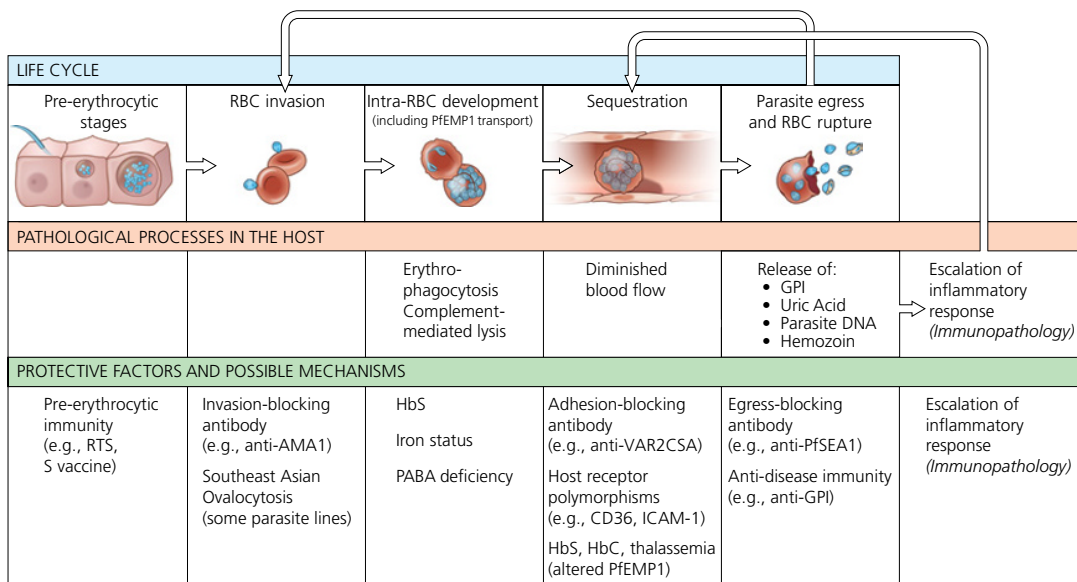 LIFE CYCLE
Pre-erythrocytic
stages
RBC invasion
Intra-RBC development
(including PfEMP1 transport)
Sequestration
Parasite egress
and RBC rupture
PATHOLOGICAL PROCESSES IN THE HOST
Erythro-
phagocytosis
Complement-
mediated lysis
Diminished
blood flow
Release of:
• GPI
• Uric Acid
• Parasite DNA
• Hemozoin
Escalation of
inflammatory
response
(Immunopathology)
PROTECTIVE FACTORS AND POSSIBLE MECHANISMS
Pre-erythrocytic
immunity
(e.g., RTS,
S vaccine)
Invasion-blocking
antibody
(e.g., anti-AMA1)
Southeast Asian
Ovalocytosis
(some parasite lines)
HbS
Iron status
PABA deficiency
Adhesion-blocking
antibody
(e.g., anti-VAR2CSA)
Host receptor
polymorphisms
(e.g., CD36, ICAM-1)
HbS, HbC, thalassemia
(altered PfEMP1)
Egress-blocking
antibody
(e.g., anti-PfSEA1)
Anti-disease immunity
(e.g., anti-GPI)
Escalation of
inflammatory
response
(Immunopathology)